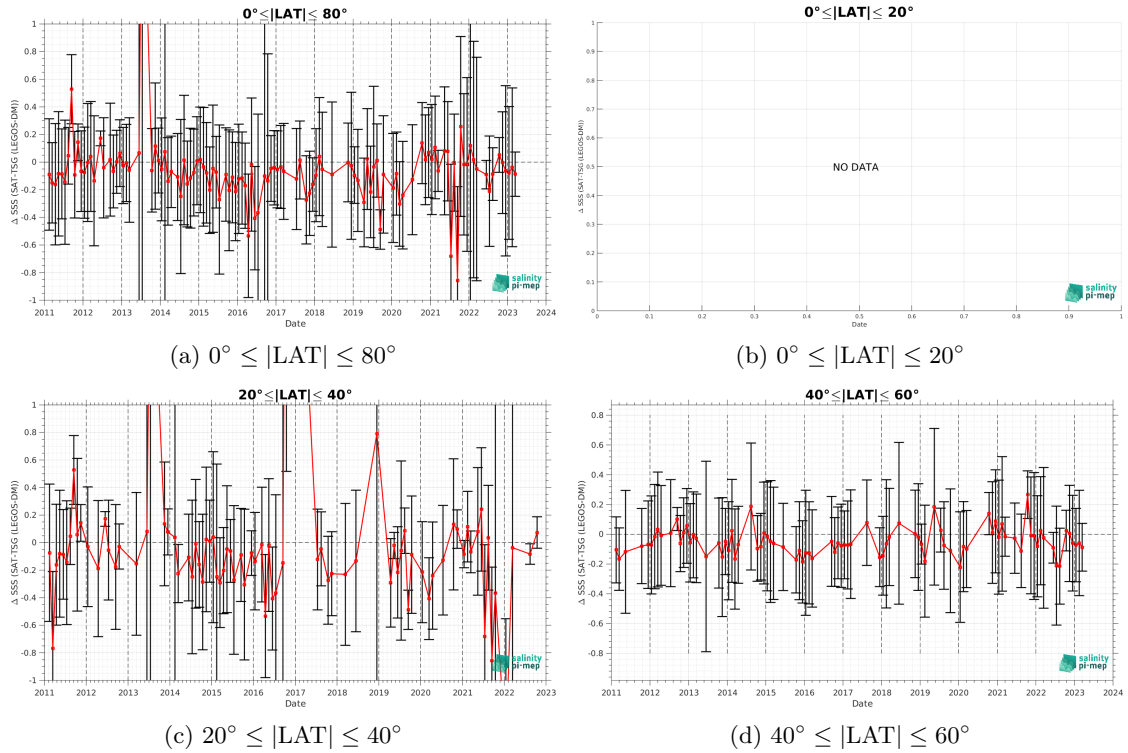 0°≤|LAT|≤ 80°
Δ SSS (SAT-TSG (LEGOS-DMI))
1
0.8
0.6
0.4
0.2
0
-0.2
-0.4
-0.6
-0.8
-1
2011 2012 2013 2014 2015 2016 2017 2018 2019 2020 2021 2022 2023 2024
Date
salinity
pi-mep
(a) 0° ≤ |LAT| ≤ 80°
0°≤|LAT|≤ 20°
Δ SSS (SAT-TSG (LEGOS-DMI))
1
0.9
0.8
0.7
0.6
0.5
0.4
0.3
0.2
0.1
0
NO DATA
0 0.1 0.2 0.3 0.4 0.5 0.6 0.7 0.8 0.9 1
Date
salinity
pi-mep
(b) 0° ≤ |LAT| ≤ 20°
20°≤|LAT|≤ 40°
Δ SSS (SAT-TSG (LEGOS-DMI))
1
0.8
0.6
0.4
0.2
0
-0.2
-0.4
-0.6
-0.8
-1
2011 2012 2013 2014 2015 2016 2017 2018 2019 2020 2021 2022 2023
Date
salinity
pi-mep
(c) 20° ≤ |LAT| ≤ 40°
40°≤|LAT|≤ 60°
Δ SSS (SAT-TSG (LEGOS-DMI))
0.8
0.6
0.4
0.2
0
-0.2
-0.4
-0.6
-0.8
2011 2012 2013 2014 2015 2016 2017 2018 2019 2020 2021 2022 2023 2024
Date
salinity
pi-mep
(d) 40° ≤ |LAT| ≤ 60°